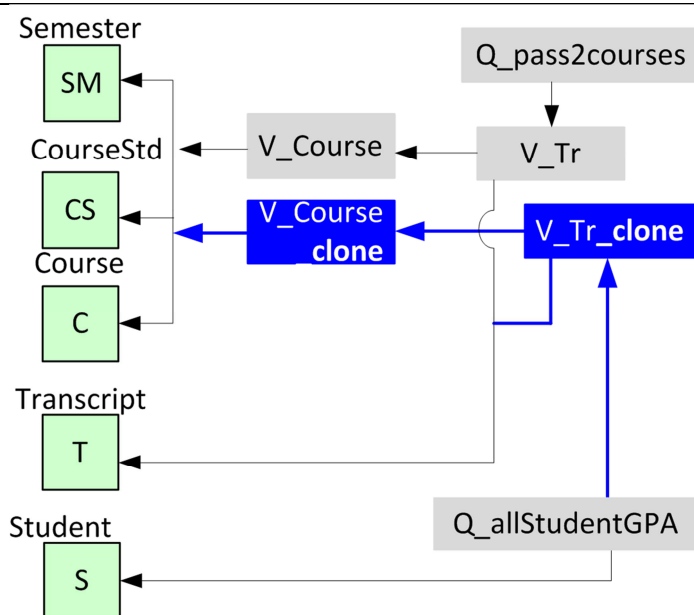 Semester
SM
Q_pass2courses
CourseStd
V_Course
V_Tr
CS
V_Course
_clone
V_Tr_clone
Course
C
Transcript
T
Student
Q_allStudentGPA
S